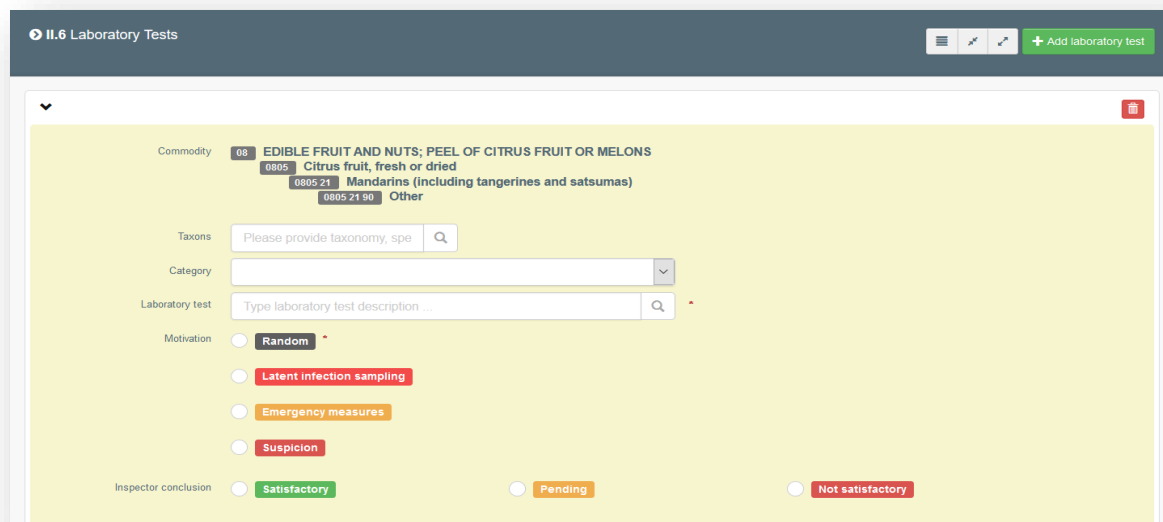 II.6 Laboratory Tests
Add laboratory test
Commodity
08 EDIBLE FRUIT AND NUTS; PEEL OF CITRUS FRUIT OR MELONS
0805 Citrus fruit, fresh or dried
0805 21 Mandarins (including tangerines and satsumas)
0805 21 90 Other
Taxons Please provide taxonomy, spe
Category
Laboratory test Type laboratory test description ... *
Motivation Random *
Latent infection sampling
Emergency measures
Suspicion
Inspector conclusion Satisfactory Pending Not satisfactory